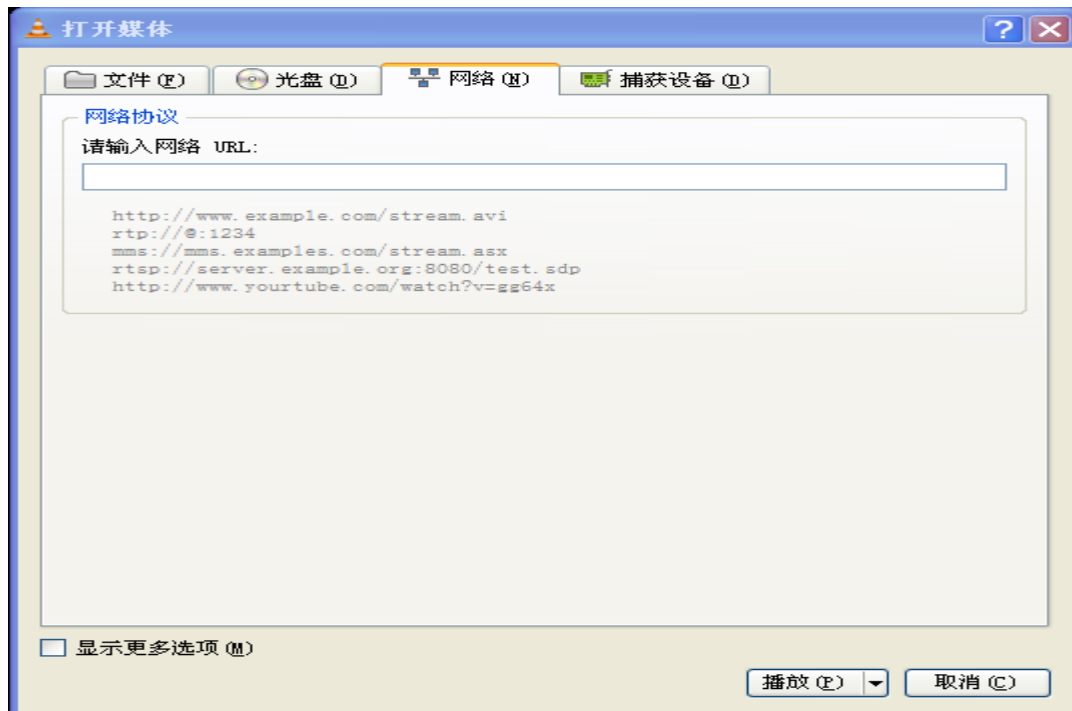 打开媒体
文件(F) 光盘(D) 网络(N) 捕获设备(D)
网络协议
请输入网络 URL:
http://www.example.com/stream.avi
rtp://@:1234
mms://mms.examples.com/stream.asx
rtsp://server.example.org:8080/test.sdp
http://www.yourtube.com/watch?v=gg64x
显示更多选项(M)
播放(P) 取消(C)